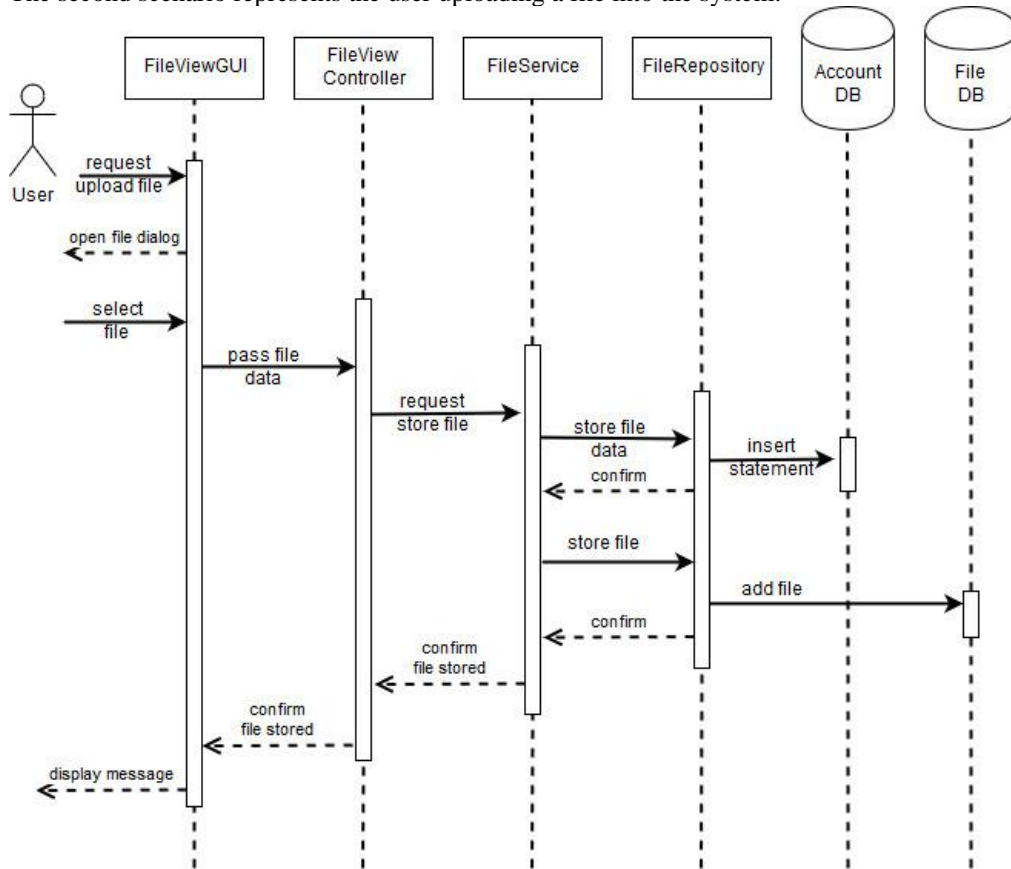 The second scenario represents the user uploading a file into the system.
FileViewGUI
FileView
Controller
FileService
FileRepository
Account
DB
File
DB
User
request
upload file
open file dialog
select
file
pass file
data
request
store file
store file
data
insert
statement
confirm
store file
add file
confirm
confirm
file stored
confirm
file stored
display message